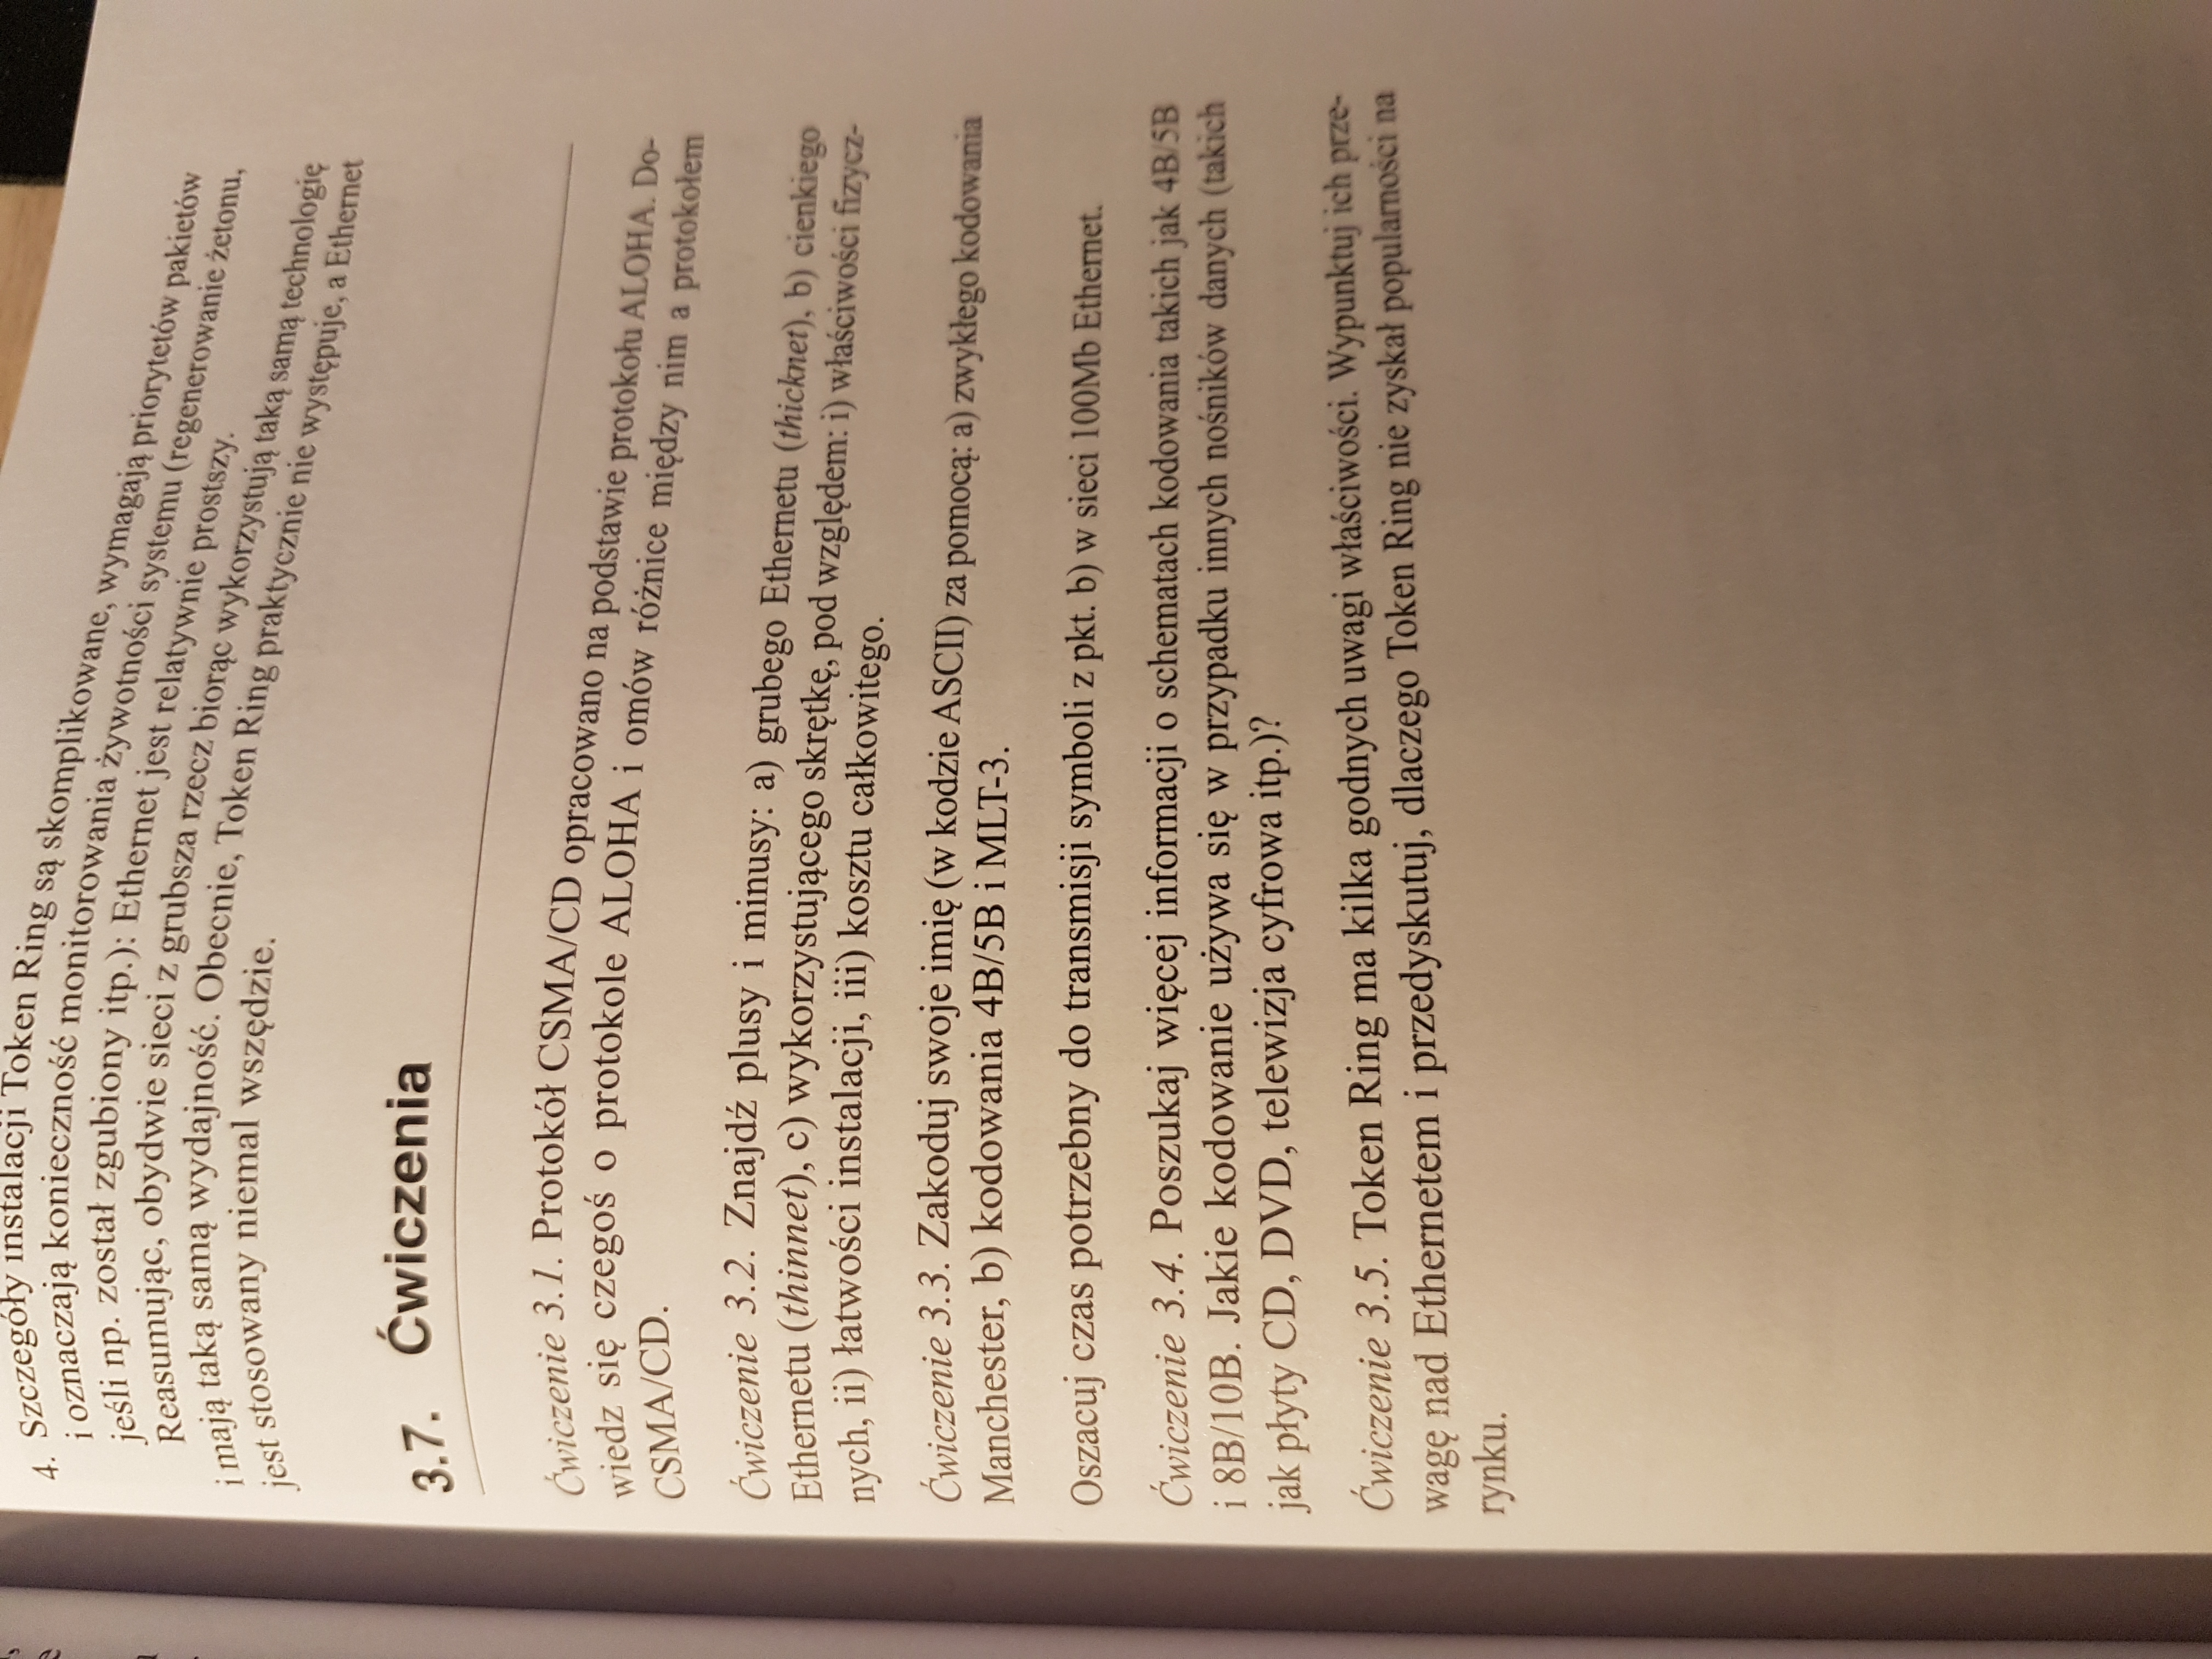 4. Szczegóły instalacji Token Ring są skomplikowane, wymagają priorytetów pakietów
i oznaczają konieczność monitorowania żywotności systemu (regenerowanie żetonu,
jeśli np. został zgubiony itp.): Ethernet jest relatywnie prostszy.
Reasumując, obydwie sieci z grubsza rzecz biorąc wykorzystują taką samą technologię
i mają taką samą wydajność. Obecnie, Token Ring praktycznie nie występuje, a Ethernet
jest stosowany niemal wszędzie.
3.7. Ćwiczenia
Ćwiczenie 3.1. Protokół CSMA/CD opracowano na podstawie protokołu ALOHA. Do-
wiedz się czegoś o protokole ALOHA i omów różnice między nim a protokołem
CSMA/CD.
Ćwiczenie 3.2. Znajdź plusy i minusy: a) grubego Ethernetu (thicknet), b) cienkiego
Ethernetu (thinnet), c) wykorzystującego skrętkę, pod względem: i) właściwości fizycz-
nych, ii) łatwości instalacji, iii) kosztu całkowitego.
Ćwiczenie 3.3. Zakoduj swoje imię (w kodzie ASCII) za pomocą: a) zwykłego kodowania
Manchester, b) kodowania 4B/5B i MLT-3.
Oszacuj czas potrzebny do transmisji symboli z pkt. b) w sieci 100Mb Ethernet.
Ćwiczenie 3.4. Poszukaj więcej informacji o schematach kodowania takich jak 4B/5B
i 8B/10B. Jakie kodowanie używa się w przypadku innych nośników danych (takich
jak płyty CD, DVD, telewizja cyfrowa itp.)?
Ćwiczenie 3.5. Token Ring ma kilka godnych uwagi właściwości. Wypunktuj ich prze-
wagę nad Ethernetem i przedyskutuj, dlaczego Token Ring nie zyskał popularności na
rynku.